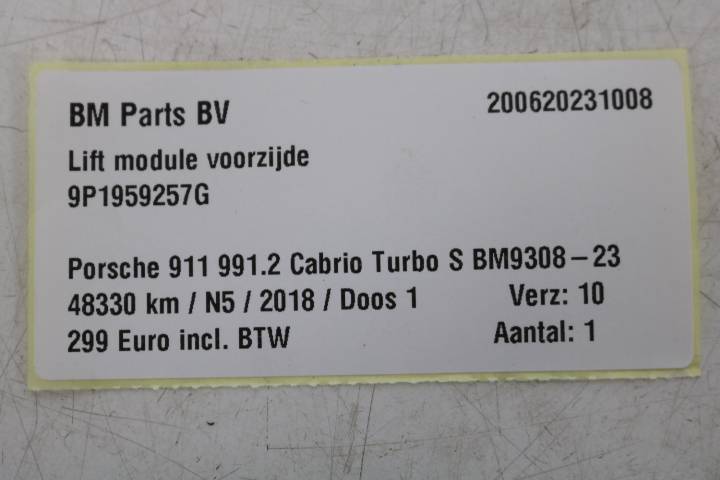 BM Parts BV 200620231008
Lift module voorzijde
9P1959257G
Porsche 911 991.2 Cabrio Turbo S BM9308-23
48330 km / N5 / 2018 / Doos 1 Verz: 10
299 Euro incl. BTW Aantal: 1